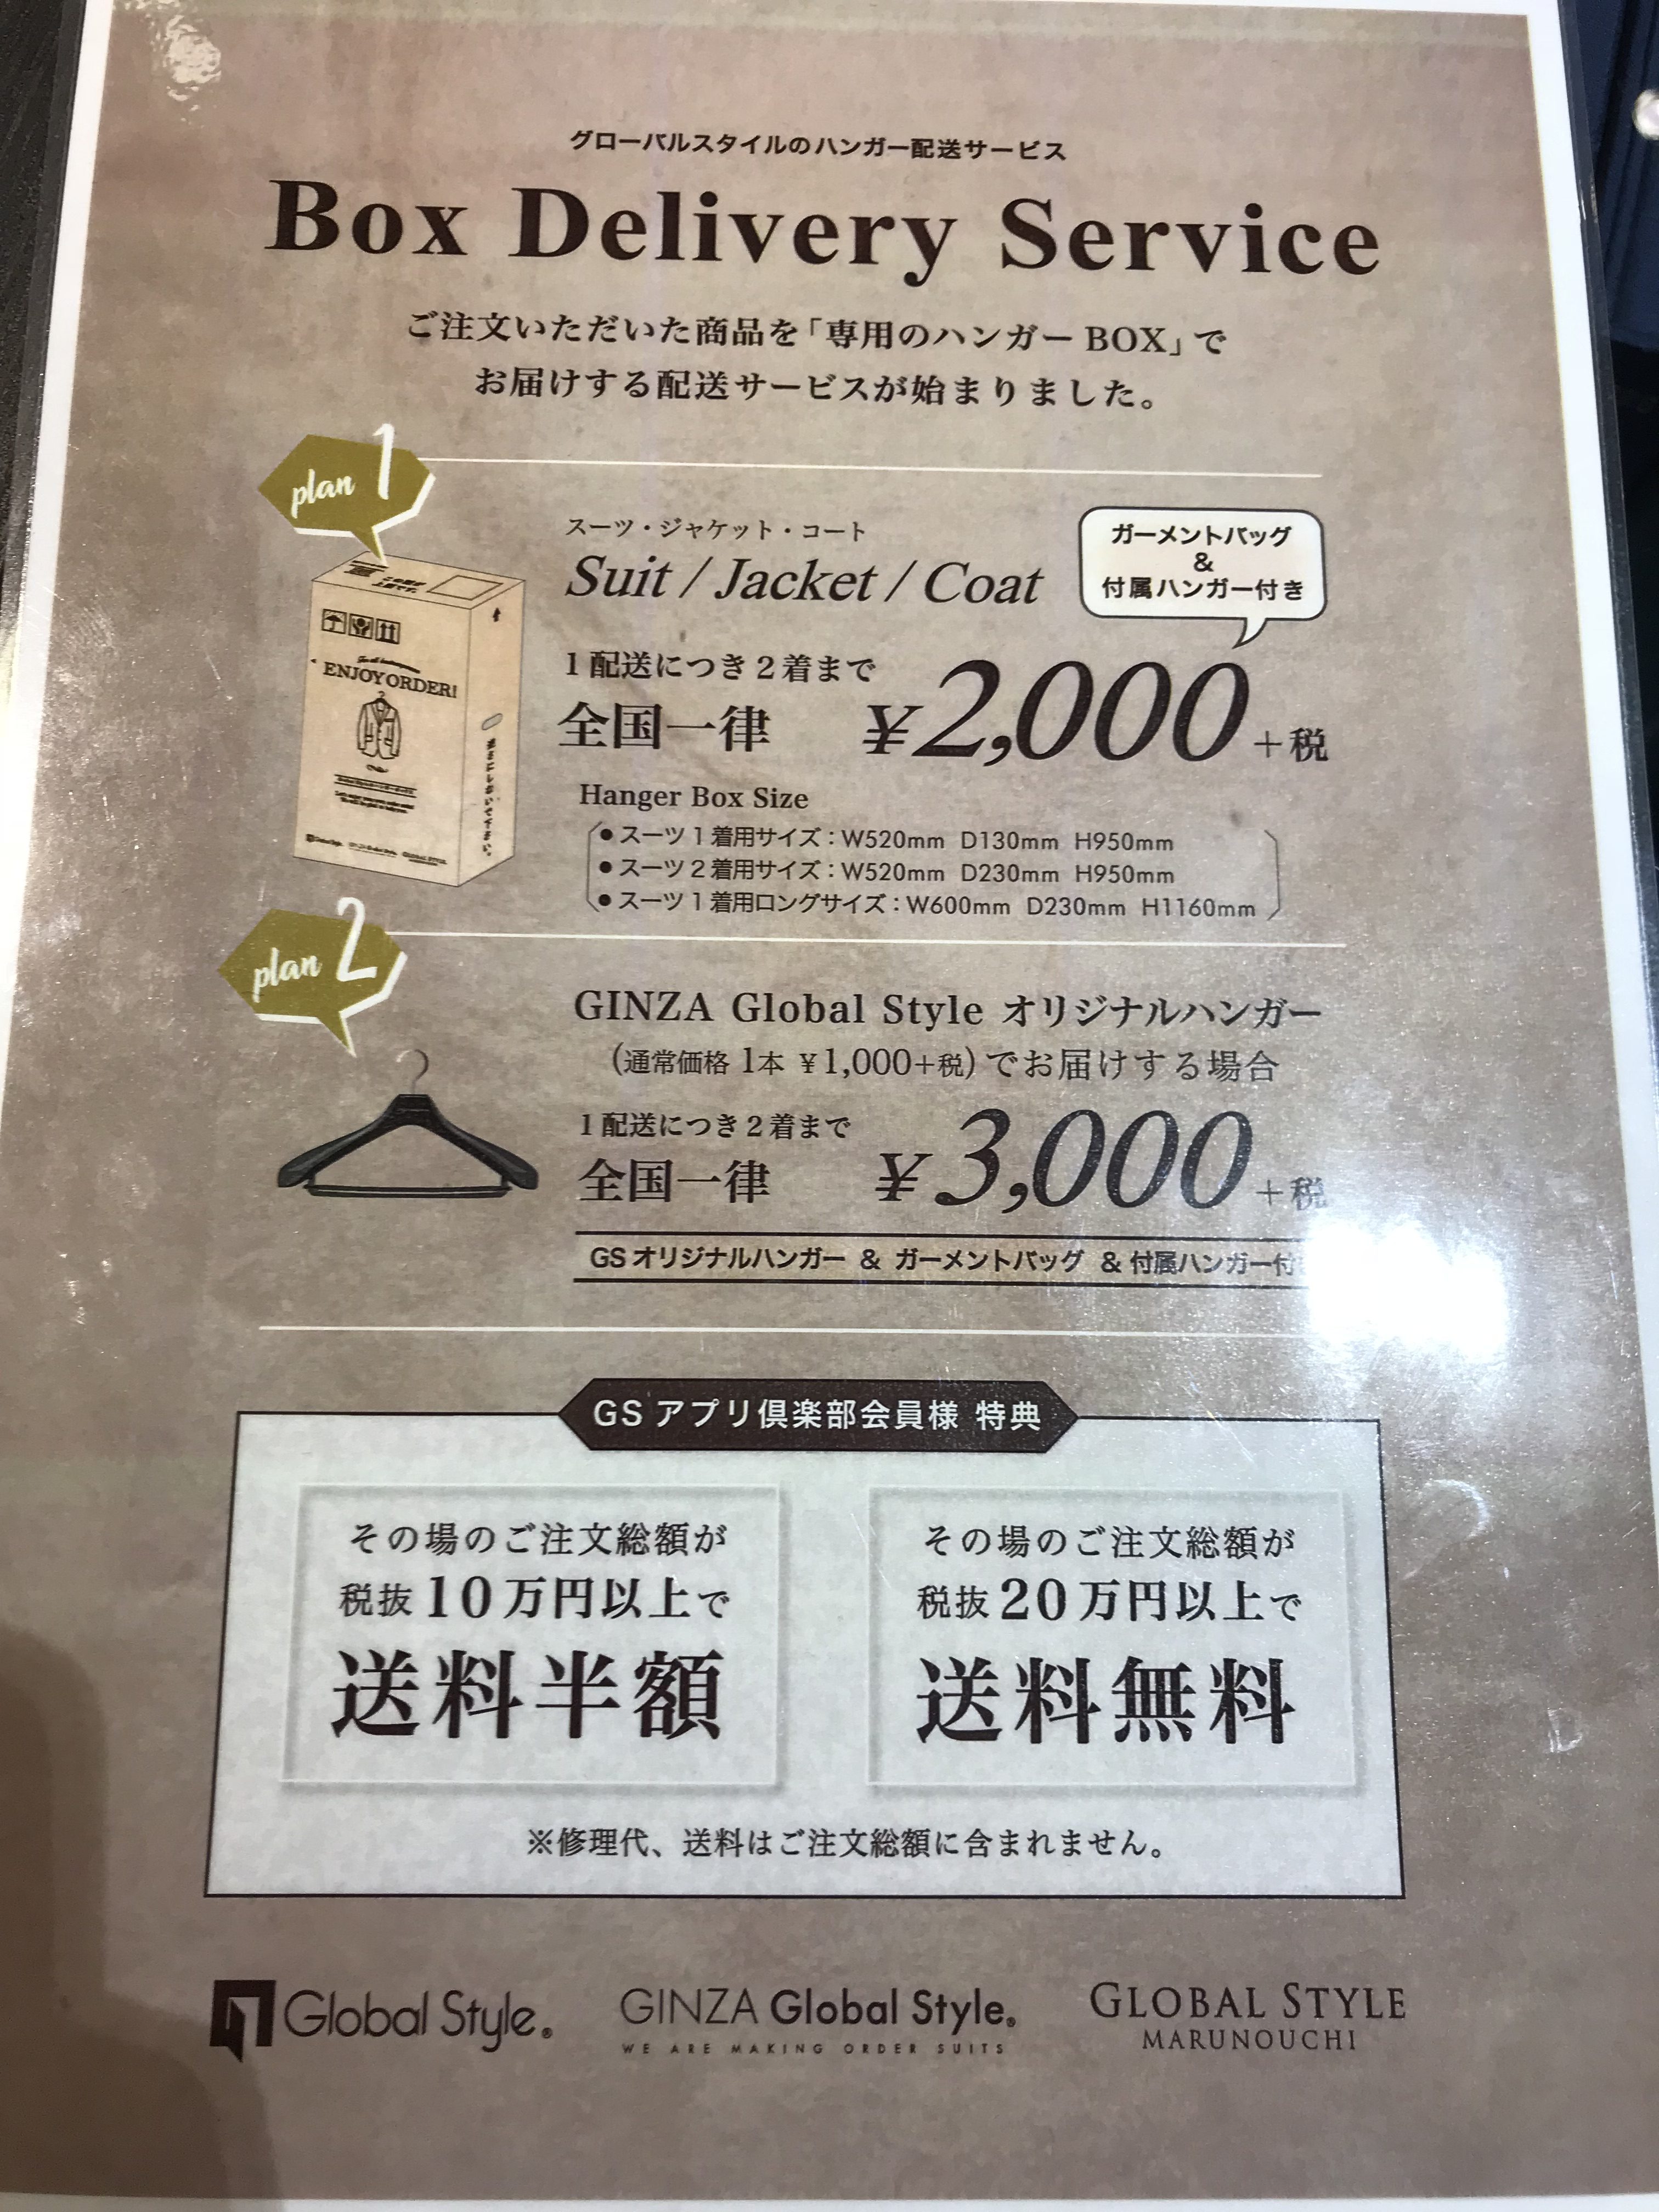 グローバルスタイルのハンガー配送サービス
Box Delivery Service
ご注文いただいた商品を「専用のハンガーBOX」で
お届けする配送サービスが始まりました。
plan 1
ENJOY ORDER!
スーツ・ジャケット・コート
Suit / Jacket / Coat
ガーメントバッグ
&
付属ハンガー付き
1配送につき2着まで
全国一律 ¥2,000+税
Hanger Box Size
●スーツ1着用サイズ:W520mm D130mm H950mm
●スーツ2着用サイズ:W520mm D230mm H950mm
●スーツ1着用ロングサイズ:W600mm D230mm H1160mm
plan 2
GINZA Global Style オリジナルハンガー
(通常価格 1本 ¥1,000+税)でお届けする場合
1配送につき2着まで
全国一律 ¥3,000+税
GSオリジナルハンガー & ガーメントバッグ & 付属ハンガー付
GSアプリ倶楽部会員様 特典
その場のご注文総額が
税抜10万円以上で
送料半額
その場のご注文総額が
税抜20万円以上で
送料無料
※修理代、送料はご注文総額に含まれません。
Global Style®
GINZA Global Style®
WE ARE MAKING ORDER SUITS
GLOBAL STYLE
MARUNOUCHI